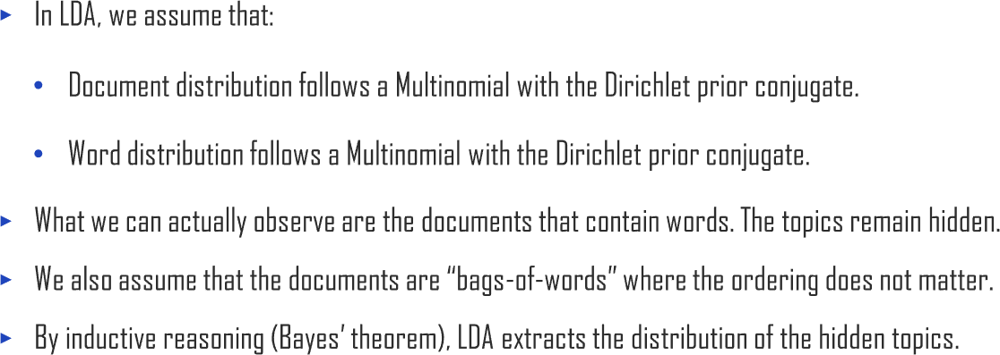 ▸ In LDA, we assume that:
• Document distribution follows a Multinomial with the Dirichlet prior conjugate.
• Word distribution follows a Multinomial with the Dirichlet prior conjugate.
▸ What we can actually observe are the documents that contain words. The topics remain hidden.
▸ We also assume that the documents are “bags-of-words” where the ordering does not matter.
▸ By inductive reasoning (Bayes’ theorem), LDA extracts the distribution of the hidden topics.